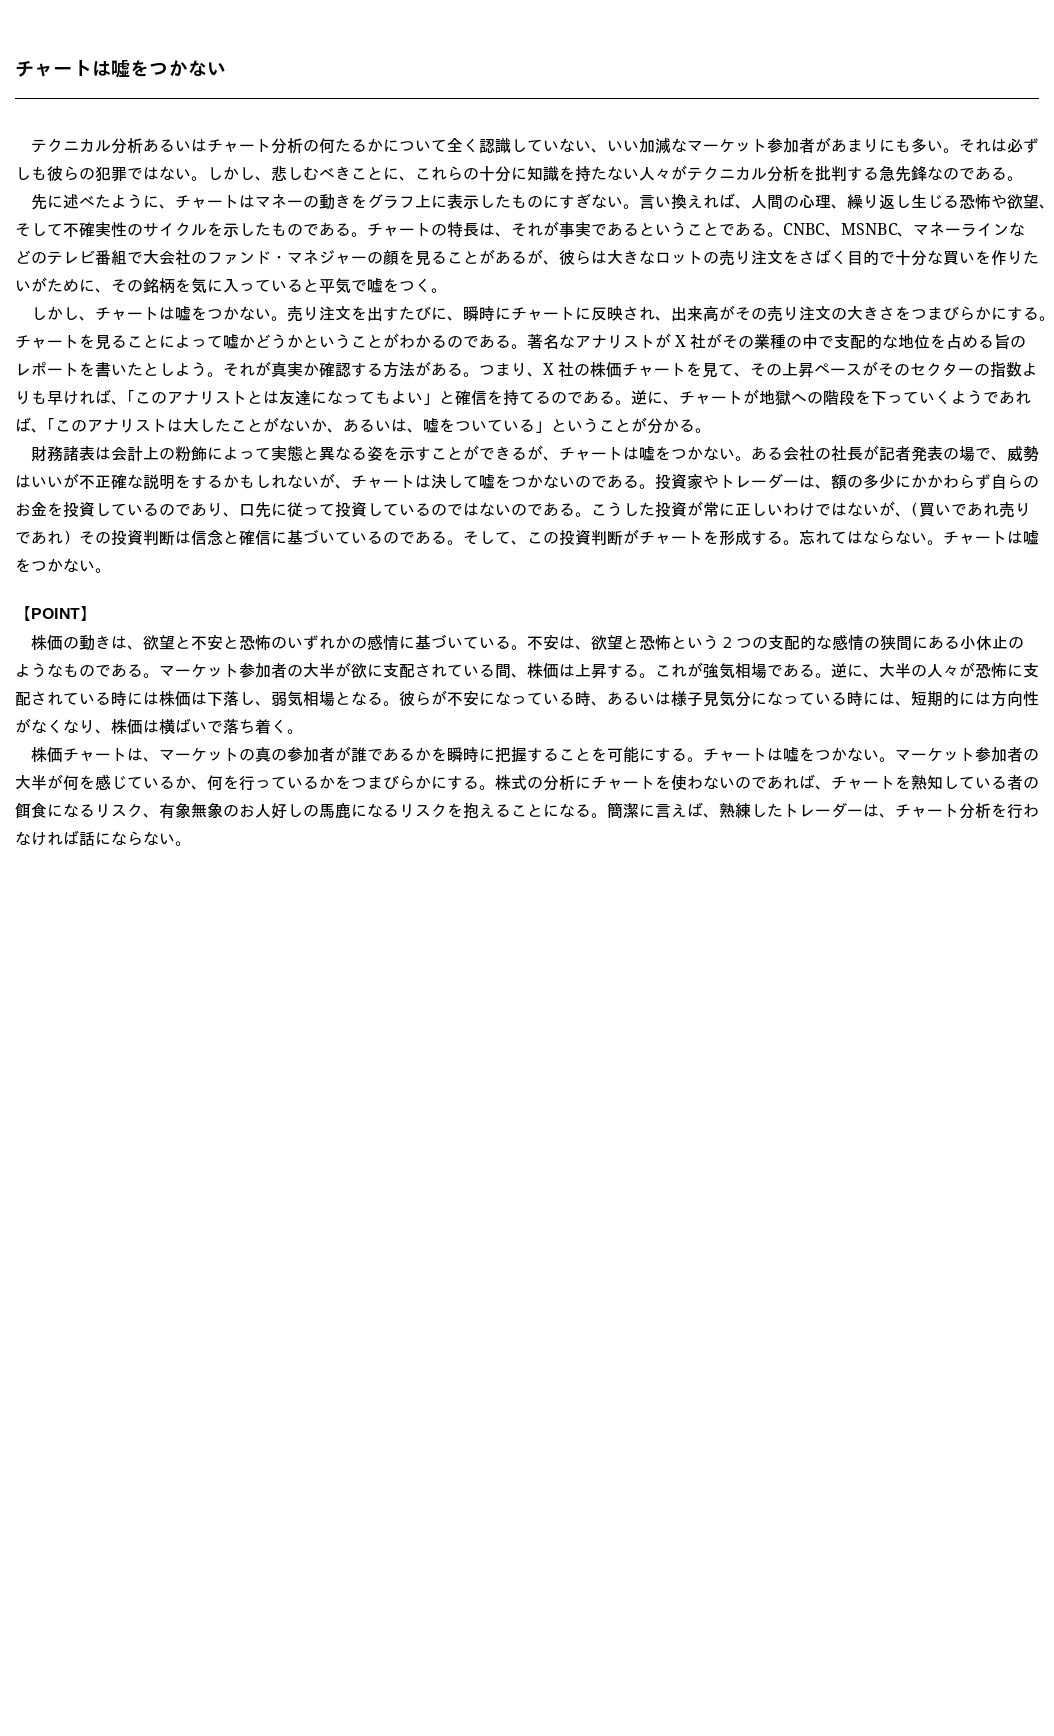 チャートは嘘をつかない
　テクニカル分析あるいはチャート分析の何たるかについて全く認識していない、いい加減なマーケット参加者があまりにも多い。それは必ず
しも彼らの犯罪ではない。しかし、悲しむべきことに、これらの十分に知識を持たない人々がテクニカル分析を批判する急先鋒なのである。
　先に述べたように、チャートはマネーの動きをグラフ上に表示したものにすぎない。言い換えれば、人間の心理、繰り返し生じる恐怖や欲望、
そして不確実性のサイクルを示したものである。チャートの特長は、それが事実であるということである。CNBC、MSNBC、マネーラインな
どのテレビ番組で大会社のファンド・マネジャーの顔を見ることがあるが、彼らは大きなロットの売り注文をさばく目的で十分な買いを作りた
いがために、その銘柄を気に入っていると平気で嘘をつく。
　しかし、チャートは嘘をつかない。売り注文を出すたびに、瞬時にチャートに反映され、出来高がその売り注文の大きさをつまびらかにする。
チャートを見ることによって嘘かどうかということがわかるのである。著名なアナリストが X 社がその業種の中で支配的な地位を占める旨の
レポートを書いたとしよう。それが真実か確認する方法がある。つまり、X 社の株価チャートを見て、その上昇ペースがそのセクターの指数よ
りも早ければ、「このアナリストとは友達になってもよい」と確信を持てるのである。逆に、チャートが地獄への階段を下っていくようであれ
ば、「このアナリストは大したことがないか、あるいは、嘘をついている」ということが分かる。
　財務諸表は会計上の粉飾によって実態と異なる姿を示すことができるが、チャートは嘘をつかない。ある会社の社長が記者発表の場で、威勢
はいいが不正確な説明をするかもしれないが、チャートは決して嘘をつかないのである。投資家やトレーダーは、額の多少にかかわらず自らの
お金を投資しているのであり、口先に従って投資しているのではないのである。こうした投資が常に正しいわけではないが、（買いであれ売り
であれ）その投資判断は信念と確信に基づいているのである。そして、この投資判断がチャートを形成する。忘れてはならない。チャートは嘘
をつかない。
【POINT】
　株価の動きは、欲望と不安と恐怖のいずれかの感情に基づいている。不安は、欲望と恐怖という 2 つの支配的な感情の狭間にある小休止の
ようなものである。マーケット参加者の大半が欲に支配されている間、株価は上昇する。これが強気相場である。逆に、大半の人々が恐怖に支
配されている時には株価は下落し、弱気相場となる。彼らが不安になっている時、あるいは様子見気分になっている時には、短期的には方向性
がなくなり、株価は横ばいで落ち着く。
　株価チャートは、マーケットの真の参加者が誰であるかを瞬時に把握することを可能にする。チャートは嘘をつかない。マーケット参加者の
大半が何を感じているか、何を行っているかをつまびらかにする。株式の分析にチャートを使わないのであれば、チャートを熟知している者の
餌食になるリスク、有象無象のお人好しの馬鹿になるリスクを抱えることになる。簡潔に言えば、熟練したトレーダーは、チャート分析を行わ
なければ話にならない。